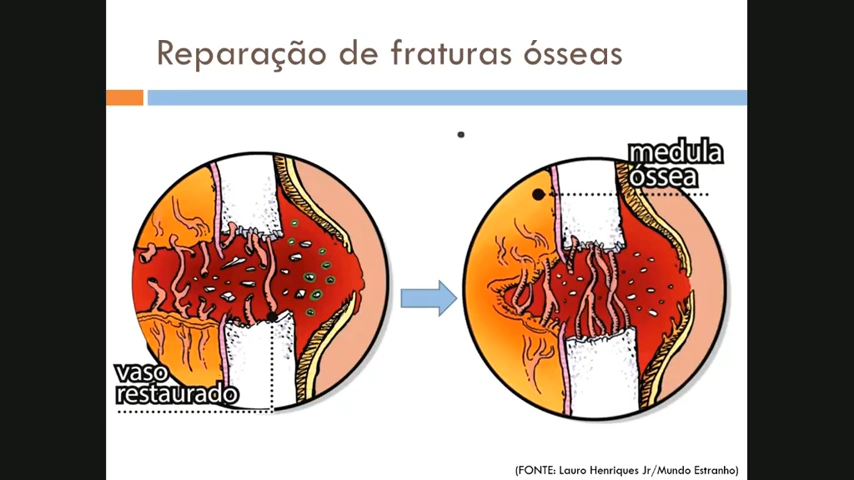 Reparação de fraturas ósseas
medula
óssea
vaso
restaurado
(FONTE: Lauro Henriques Jr/Mundo Estranho)